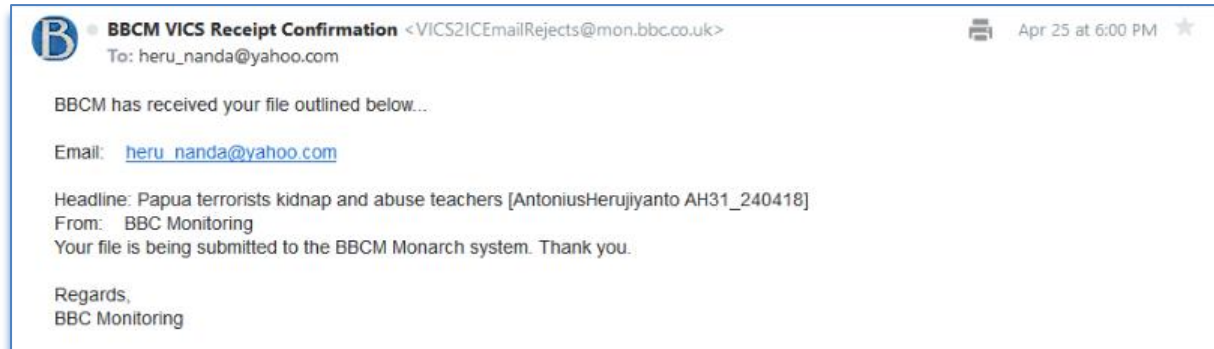 B
BBCM VICS Receipt Confirmation <VICS2ICEmailRejects@mon.bbc.co.uk> Apr 25 at 6:00 PM
To: heru_nanda@yahoo.com
BBCM has received your file outlined below...
Email: heru_nanda@yahoo.com
Headline: Papua terrorists kidnap and abuse teachers [AntoniusHerujiyanto AH31_240418]
From: BBC Monitoring
Your file is being submitted to the BBCM Monarch system. Thank you.
Regards,
BBC Monitoring